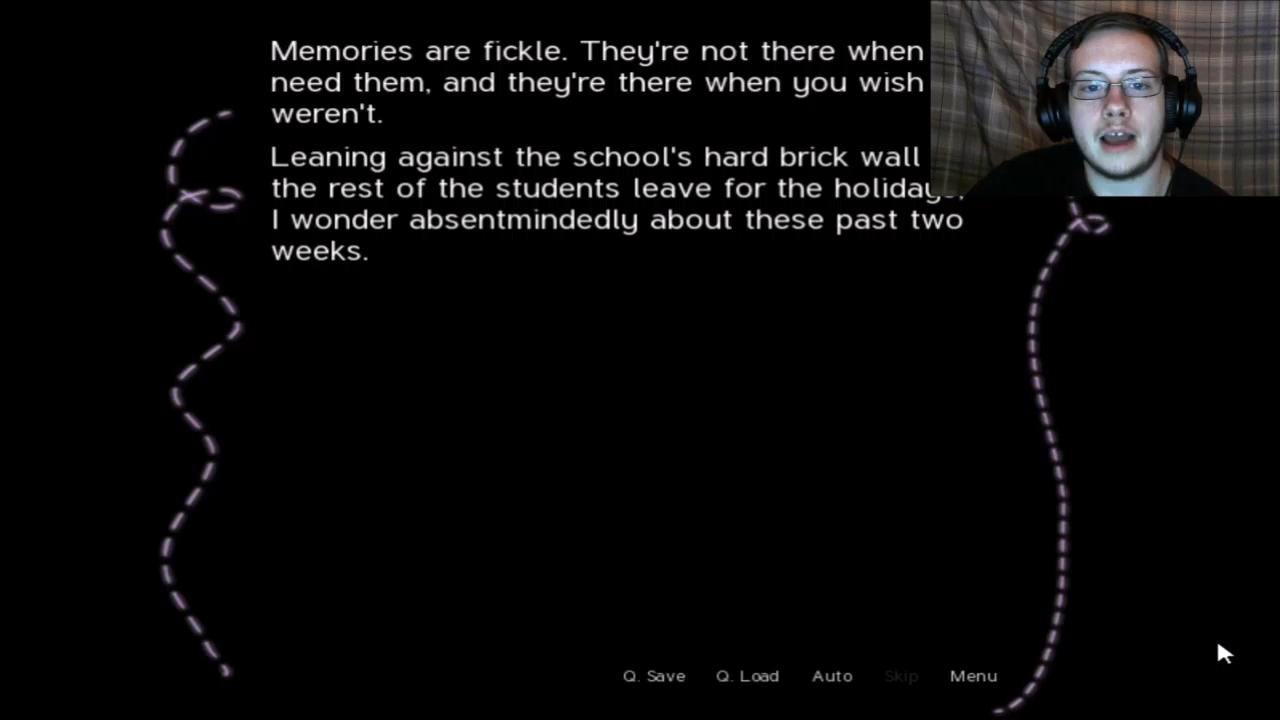 Memories are fickle. They're not there when
need them, and they're there when you wish
weren't.
Leaning against the school's hard brick wall
the rest of the students leave for the holidays,
I wonder absentmindedly about these past two
weeks.
Q. Save Q. Load Auto Skip Menu